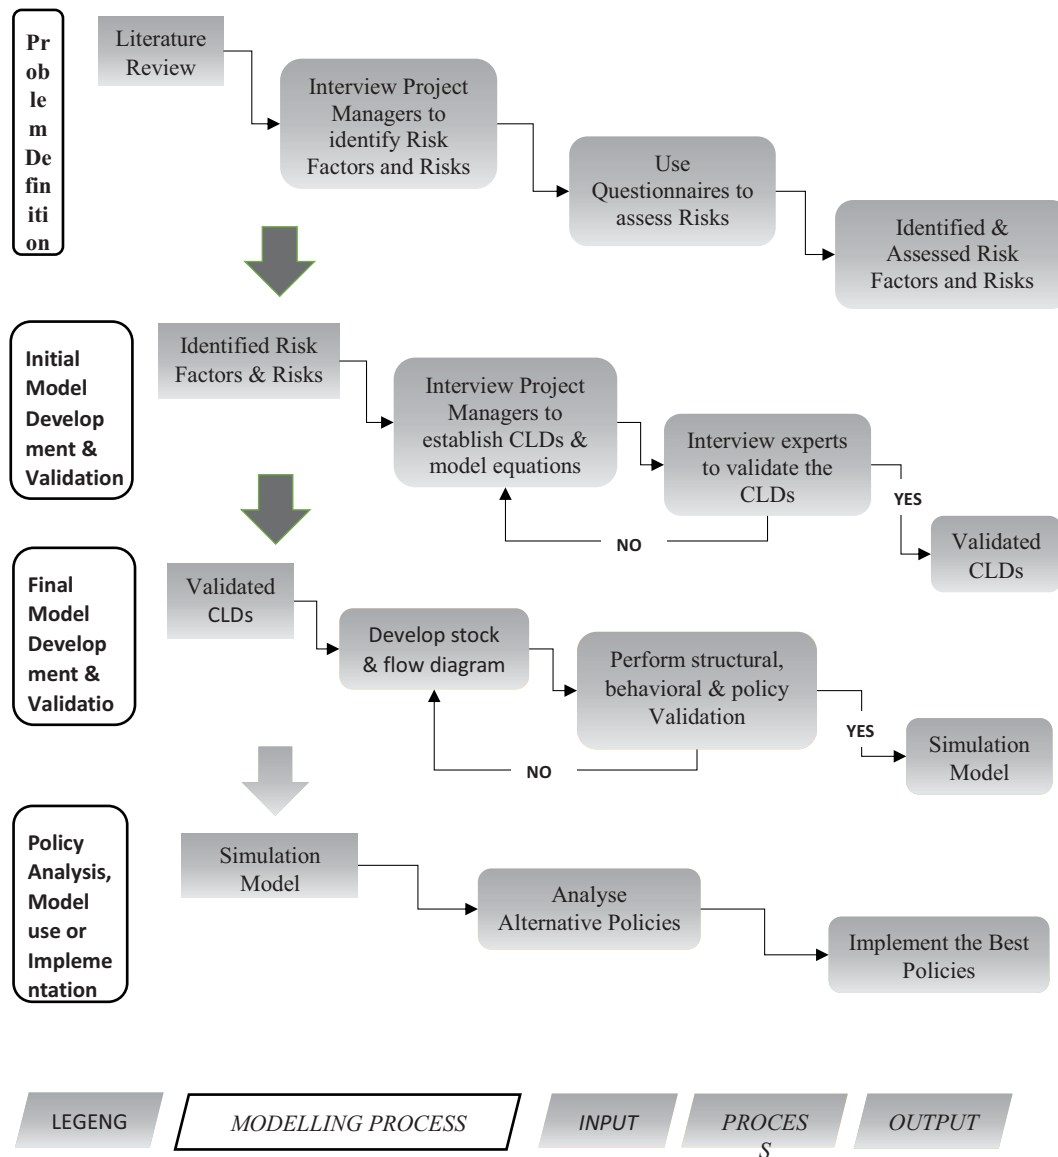 Pr
ob
le
m
De
fin
iti
on
Literature
Review
Interview Project
Managers to
identify Risk
Factors and Risks
Use
Questionnaires to
assess Risks
Identified &
Assessed Risk
Factors and Risks
Initial
Model
Develop
ment &
Validation
Identified Risk
Factors & Risks
Interview Project
Managers to
establish CLDs &
model equations
Interview experts
to validate the
CLDs
YES
NO
Validated
CLDs
Final
Model
Develop
ment &
Validatio
Validated
CLDs
Develop stock
& flow diagram
Perform structural,
behavioral & policy
Validation
YES
NO
Simulation
Model
Policy
Analysis,
Model
use or
Impleme
ntation
Simulation
Model
Analyse
Alternative Policies
Implement the Best
Policies
LEGENG
MODELLING PROCESS
INPUT
PROCES
S
OUTPUT